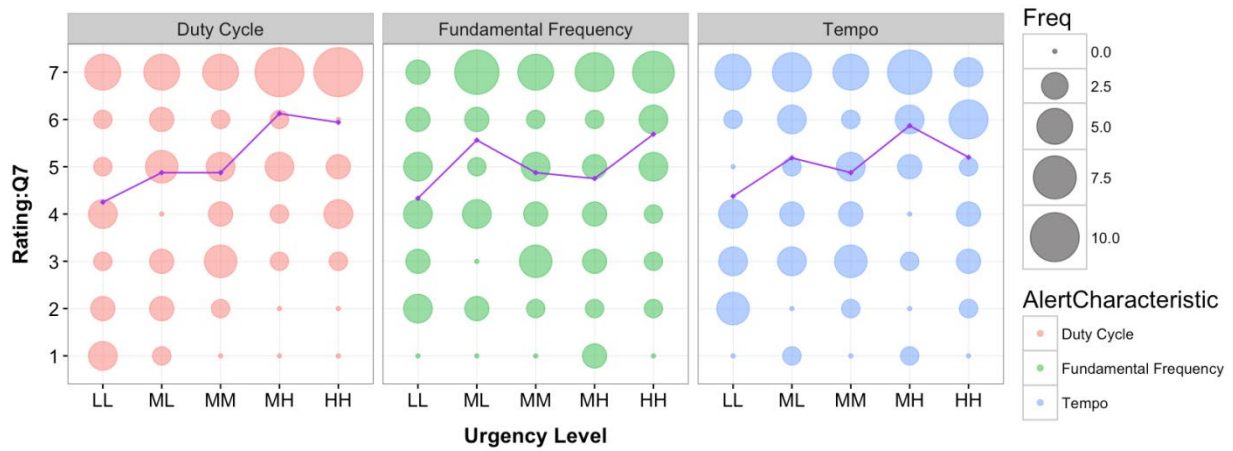 Duty Cycle
Fundamental Frequency
Tempo
Rating:Q7
7
6
5
4
3
2
1
LL ML MM MH HH
LL ML MM MH HH
LL ML MM MH HH
Urgency Level
Freq
0.0
2.5
5.0
7.5
10.0
AlertCharacteristic
Duty Cycle
Fundamental Frequency
Tempo